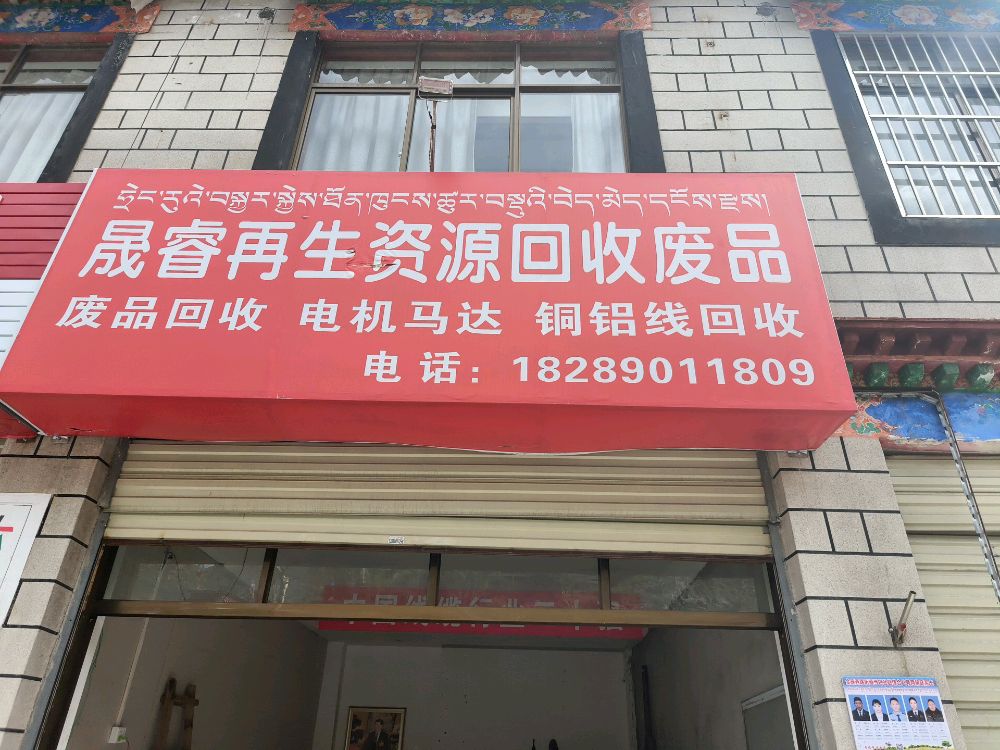 ཧྲེང་རུའེ་བསྐྱར་སྐྱེས་ཐོན་ཁུངས་ཚུར་བསྡུའི་བེད་མེད་དངོས་རྫས།
晟睿再生资源回收废品
废品回收 电机马达 铜铝线回收
电话：18289011809